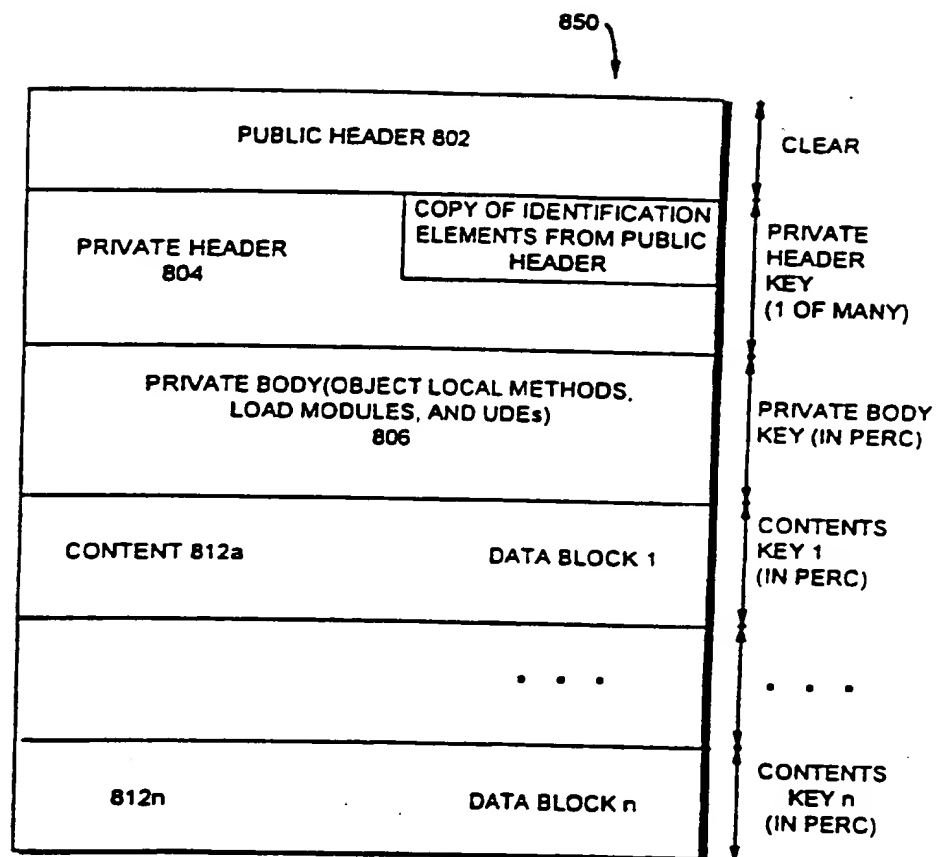 850
PUBLIC HEADER 802
CLEAR
PRIVATE HEADER
804
COPY OF IDENTIFICATION
ELEMENTS FROM PUBLIC
HEADER
PRIVATE
HEADER
KEY
(1 OF MANY)
PRIVATE BODY(OBJECT LOCAL METHODS,
LOAD MODULES, AND UDEs)
806
PRIVATE BODY
KEY (IN PERC)
CONTENT 812a
DATA BLOCK 1
CONTENTS
KEY 1
(IN PERC)
. . .
. . .
812n
DATA BLOCK n
CONTENTS
KEY n
(IN PERC)